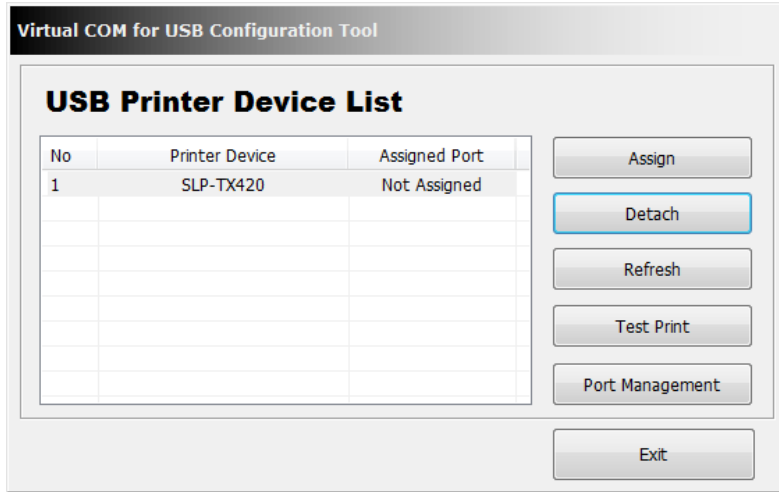 Virtual COM for USB Configuration Tool
USB Printer Device List
No Printer Device Assigned Port
1 SLP-TX420 Not Assigned
Assign
Detach
Refresh
Test Print
Port Management
Exit